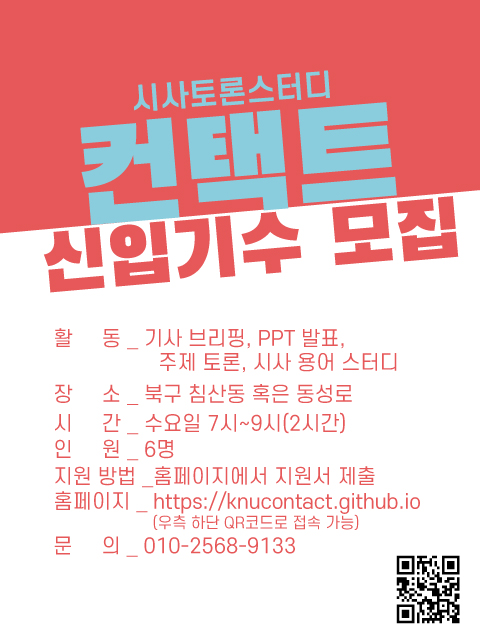 시사토론스터디
컨택트
신입기수 모집
활 동 _ 기사 브리핑, PPT 발표,
주제 토론, 시사 용어 스터디
장 소 _ 북구 침산동 혹은 동성로
시 간 _ 수요일 7시~9시(2시간)
인 원 _ 6명
지원 방법 _홈페이지에서 지원서 제출
홈페이지 _ https://knucontact.github.io
(우측 하단 QR코드로 접속 가능)
문 의 _ 010-2568-9133